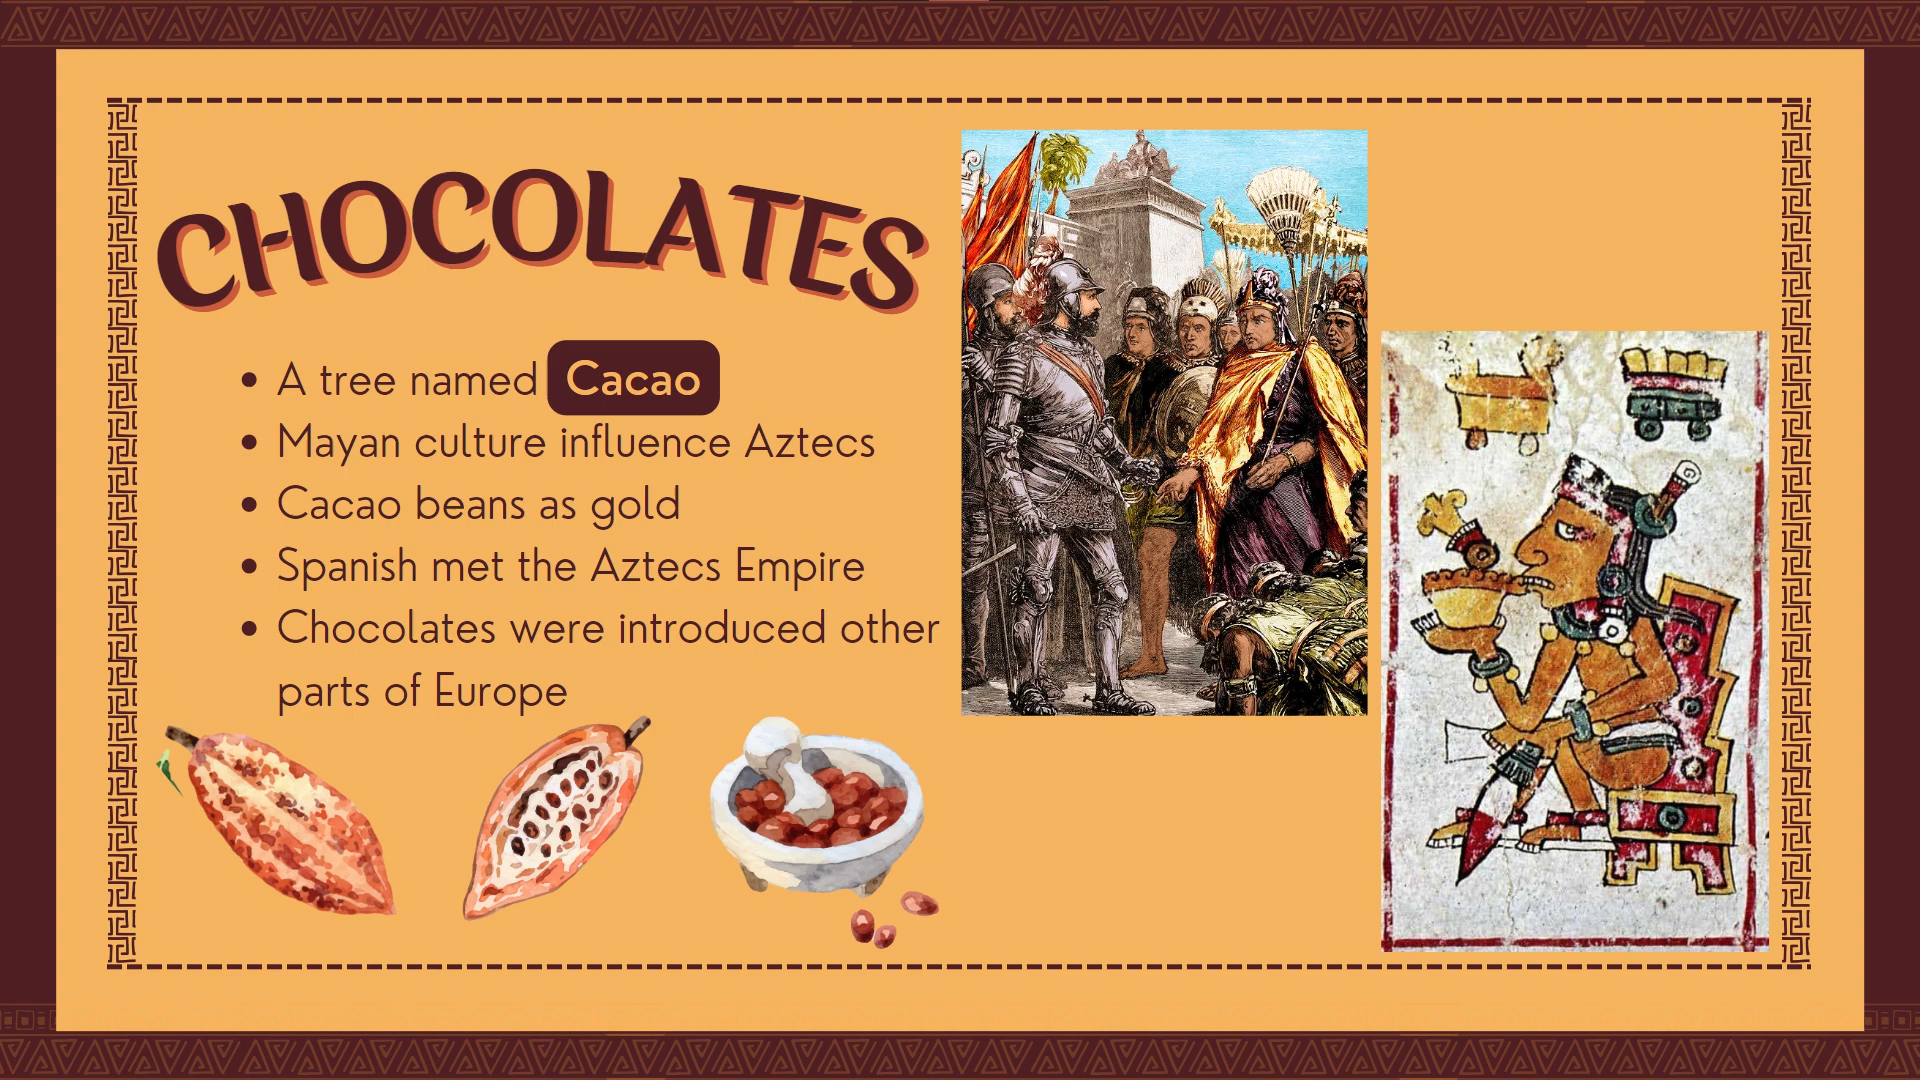 CHOCOLATES
• A tree named Cacao
• Mayan culture influence Aztecs
• Cacao beans as gold
• Spanish met the Aztecs Empire
• Chocolates were introduced other
parts of Europe